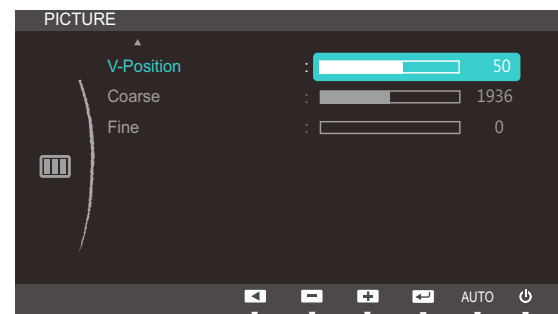 PICTURE
V-Position : 50
Coarse : 1936
Fine : 0
AUTO